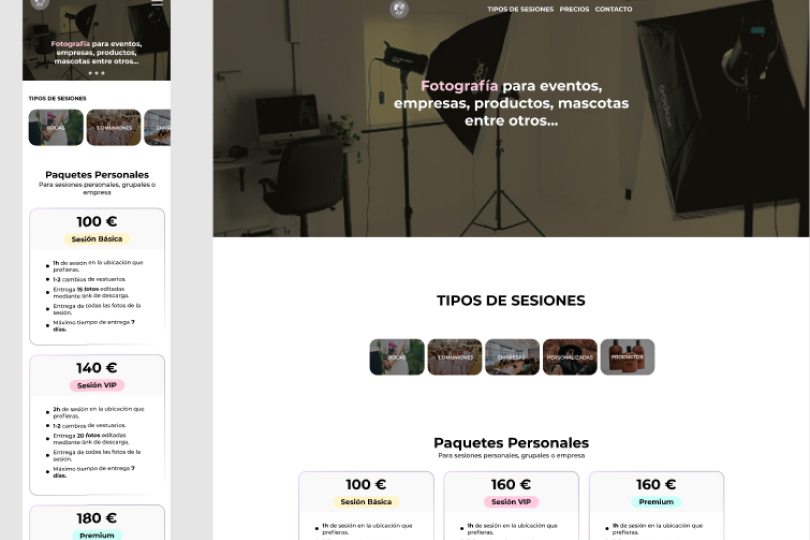 Fotografía para eventos,
empresas, productos,
mascotas entre otros...
TIPOS DE SESIONES
BODAS
COMUNIONES
Paquetes Personales
Para sesiones personales, grupales o
empresa
100 €
Sesión Básica
1h de sesión en la ubicación que
prefieras.
1-2 cambios de vestuarios.
Entrega 15 fotos editadas
mediante link de descarga.
Entrega de todas las fotos de la
sesión.
Máximo tiempo de entrega 7
días.
140 €
Sesión VIP
2h de sesión en la ubicación que
prefieras.
1-2 cambios de vestuarios.
Entrega 20 fotos editadas
mediante link de descarga.
Entrega de todas las fotos de la
sesión.
Máximo tiempo de entrega 7
días.
180 €
Premium
TIPOS DE SESIONES PRECIOS CONTACTO
Fotografía para eventos,
empresas, productos, mascotas
entre otros...
TIPOS DE SESIONES
BODAS COMUNIONES EMPRESAS PERSONALIZADAS PRODUCTOS
Paquetes Personales
Para sesiones personales, grupales o empresa
100 € 160 € 160 €
Sesión Básica Sesión VIP Premium
1h de sesión en la ubicación que 1h de sesión en la ubicación que 1h de sesión en la ubicación que
prefieras. prefieras. prefieras.